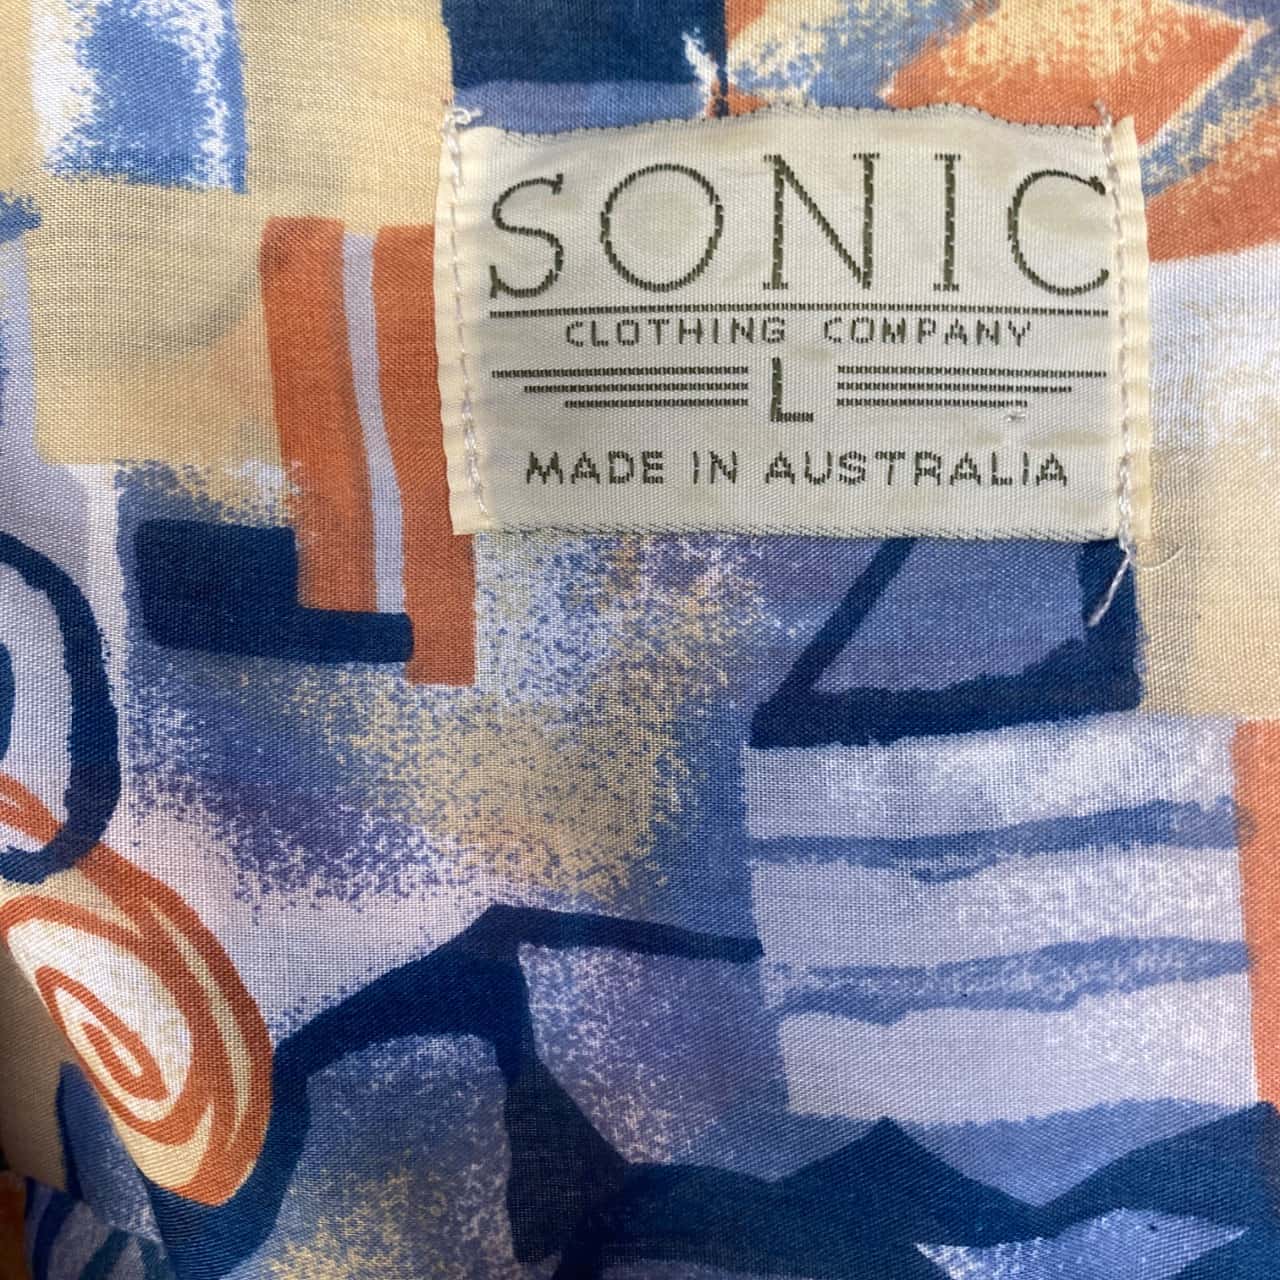 SONIC
CLOTHING COMPANY
L
MADE IN AUSTRALIA